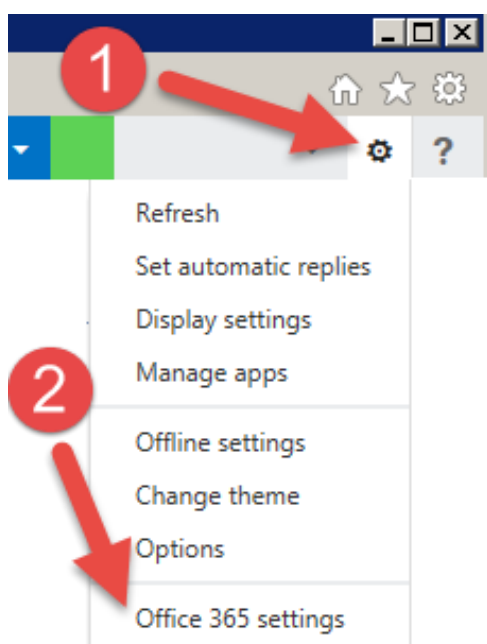 1
?
Refresh
Set automatic replies
Display settings
Manage apps
2
Offline settings
Change theme
Options
Office 365 settings